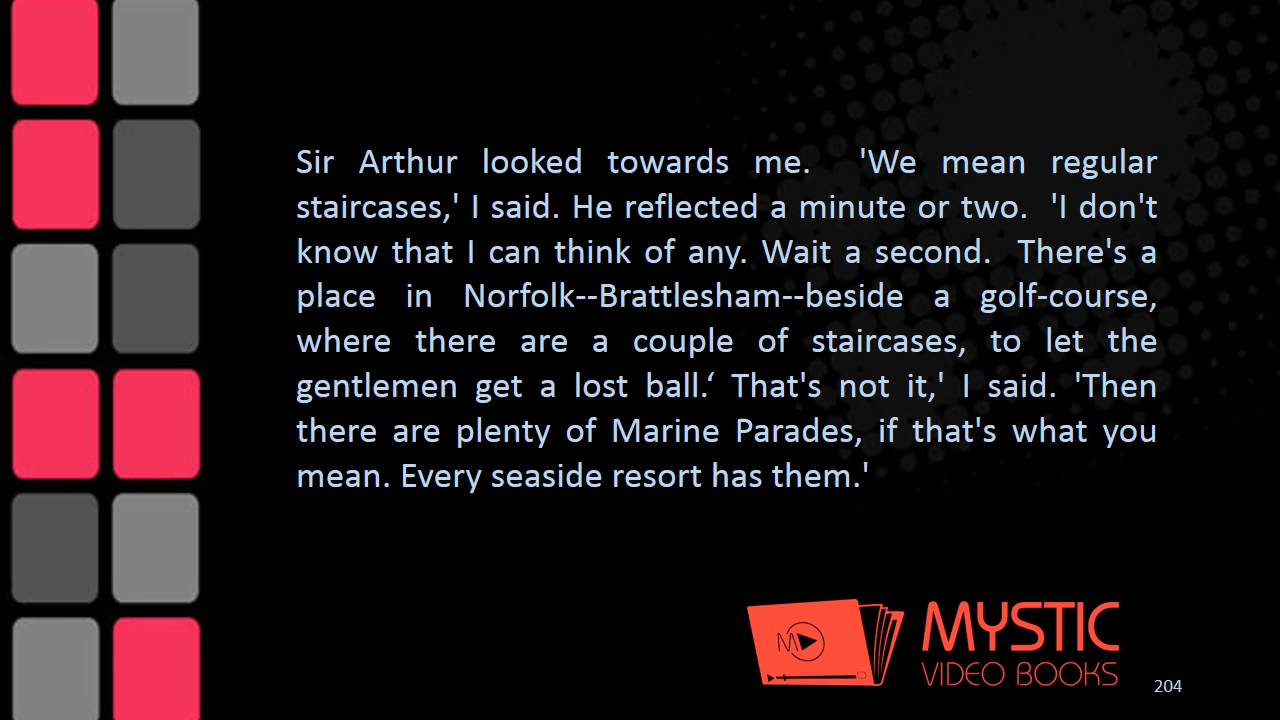 Sir Arthur looked towards me.  'We mean regular
staircases,' I said. He reflected a minute or two.  'I don't
know that I can think of any. Wait a second.  There's a
place in Norfolk--Brattlesham--beside a golf-course,
where there are a couple of staircases, to let the
gentlemen get a lost ball.‘ That's not it,' I said. 'Then
there are plenty of Marine Parades, if that's what you
mean. Every seaside resort has them.'
M
MYSTIC
VIDEO BOOKS
204